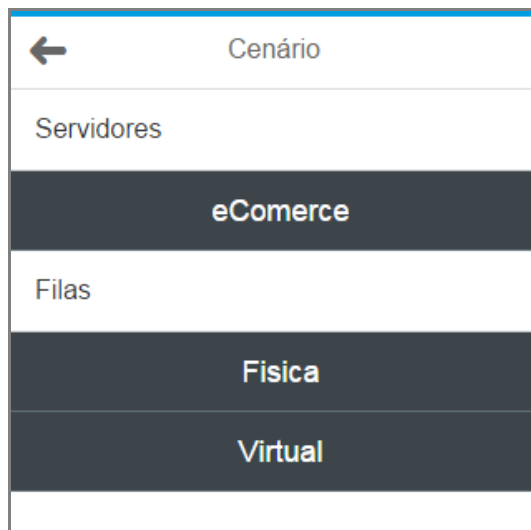 Cenário
Servidores
eComerce
Filas
Fisica
Virtual